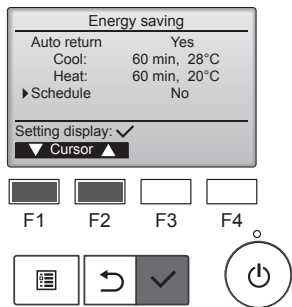 Energy saving
Auto return Yes
Cool: 60 min, 28°C
Heat: 60 min, 20°C
Schedule No
Setting display:
Cursor
F1 F2 F3 F4